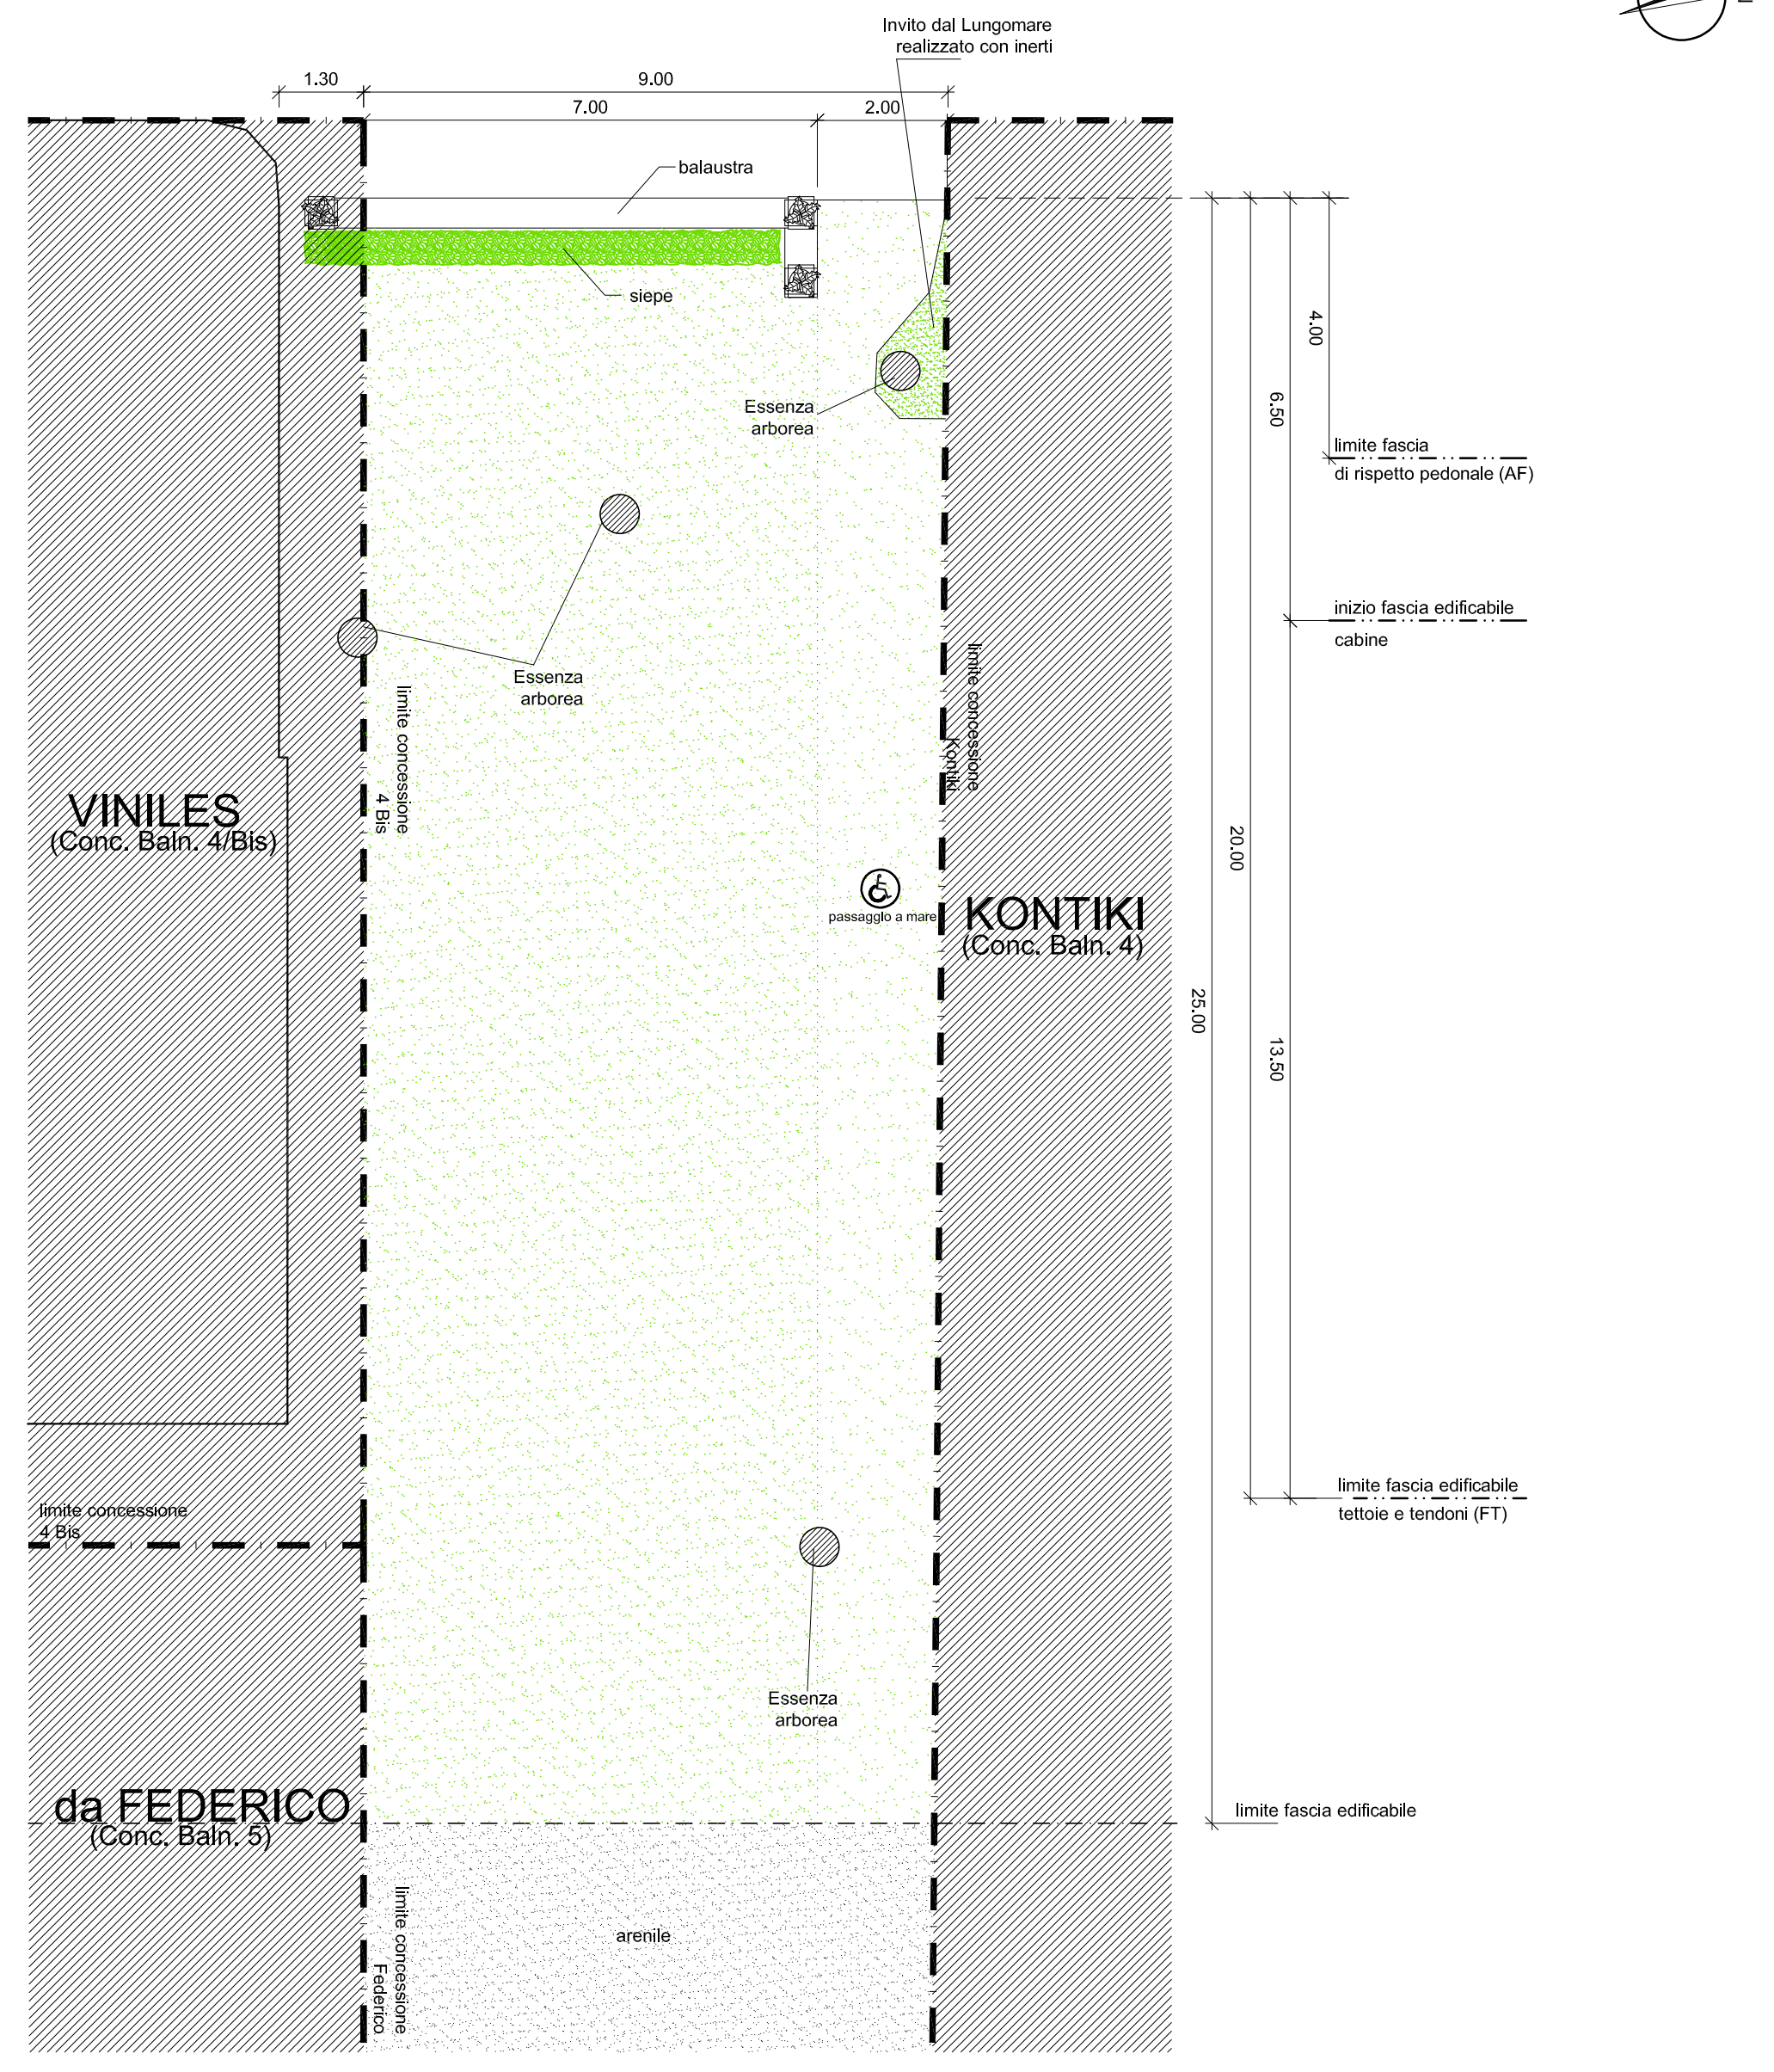 Invito dal Lungomare
realizzato con inerti
1.30
9.00
7.00
2.00
balaustra
siepe
Essenza
arborea
4.00
6.50
limite fascia
di rispetto pedonale (AF)
inizio fascia edificabile
cabine
Essenza
arborea
limite concessione
4 Bis
limite concessione
Kontiki
VINILES
(Conc. Baln. 4/Bis)
passaggio a mare
KONTIKI
(Conc. Baln. 4)
20.00
25.00
13.50
limite fascia edificabile
tettoie e tendoni (FT)
limite concessione
4 Bis
Essenza
arborea
da FEDERICO
(Conc. Baln. 5)
limite fascia edificabile
limite concessione
Federico
arenile